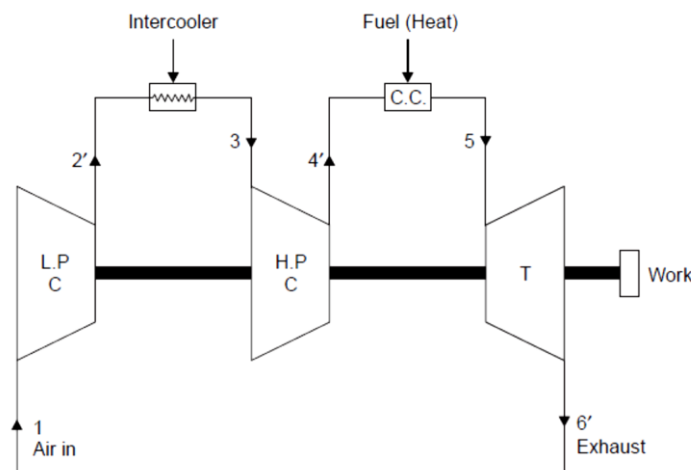 Intercooler
Fuel (Heat)
C.C.
2′
3
4′
5
L.P
C
H.P
C
T
Work
1
Air in
6′
Exhaust